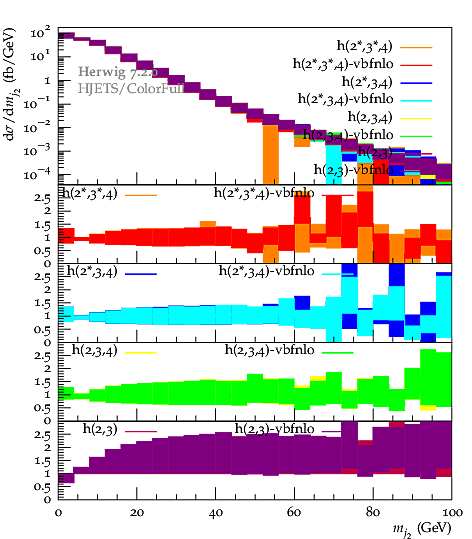 dσ/dm_{j_2} (fb/GeV)
10^2
10^1
1
10^{-1}
10^{-2}
10^{-3}
10^{-4}
Herwig 7.2.0
HJETS/ColorFull
h(2*,3*,4)
h(2*,3*,4)-vbfnlo
h(2*,3,4)
h(2*,3,4)-vbfnlo
h(2,3,4)
h(2,3,4)-vbfnlo
h(2,3)
h(2,3)-vbfnlo
h(2*,3*,4) h(2*,3*,4)-vbfnlo
2.5
2
1.5
1
0.5
0
h(2*,3,4) h(2*,3,4)-vbfnlo
2.5
2
1.5
1
0.5
0
h(2,3,4) h(2,3,4)-vbfnlo
2.5
2
1.5
1
0.5
0
h(2,3) h(2,3)-vbfnlo
2.5
2
1.5
1
0.5
0
0 20 40 60 80 100
m_{j_2} (GeV)